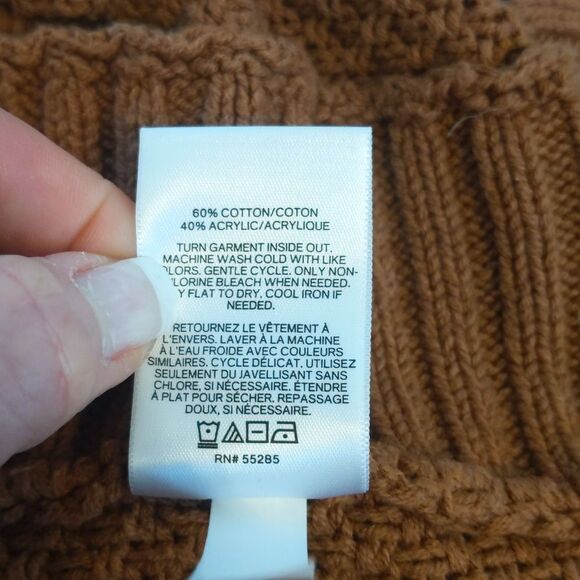 60% COTTON/COTON
40% ACRYLIC/ACRYLIQUE
TURN GARMENT INSIDE OUT.
MACHINE WASH COLD WITH LIKE
OLORS. GENTLE CYCLE. ONLY NON-
LORINE BLEACH WHEN NEEDED.
Y FLAT TO DRY. COOL IRON IF
NEEDED.
RETOURNEZ LE VÊTEMENT À
L'ENVERS. LAVER À LA MACHINE
À L'EAU FROIDE AVEC COULEURS
SIMILAIRES. CYCLE DÉLICAT. UTILISEZ
SEULEMENT DU JAVELLISANT SANS
CHLORE, SI NÉCESSAIRE. ÉTENDRE
À PLAT POUR SÉCHER. REPASSAGE
DOUX, SI NÉCESSAIRE.
RN# 55285